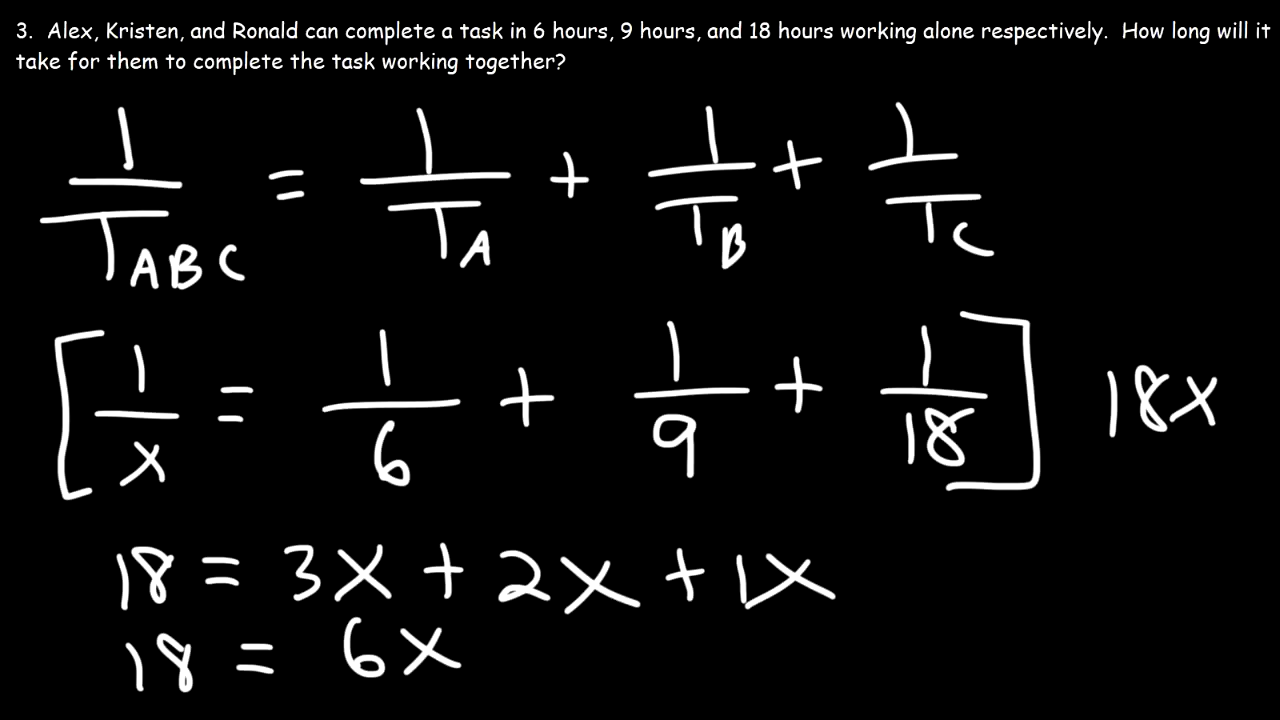 3. Alex, Kristen, and Ronald can complete a task in 6 hours, 9 hours, and 18 hours working alone respectively. How long will it
take for them to complete the task working together?
1/T_ABC = 1/T_A + 1/T_B + 1/T_C
[1/x = 1/6 + 1/9 + 1/18] 18x
18 = 3x + 2x + 1x
18 = 6x